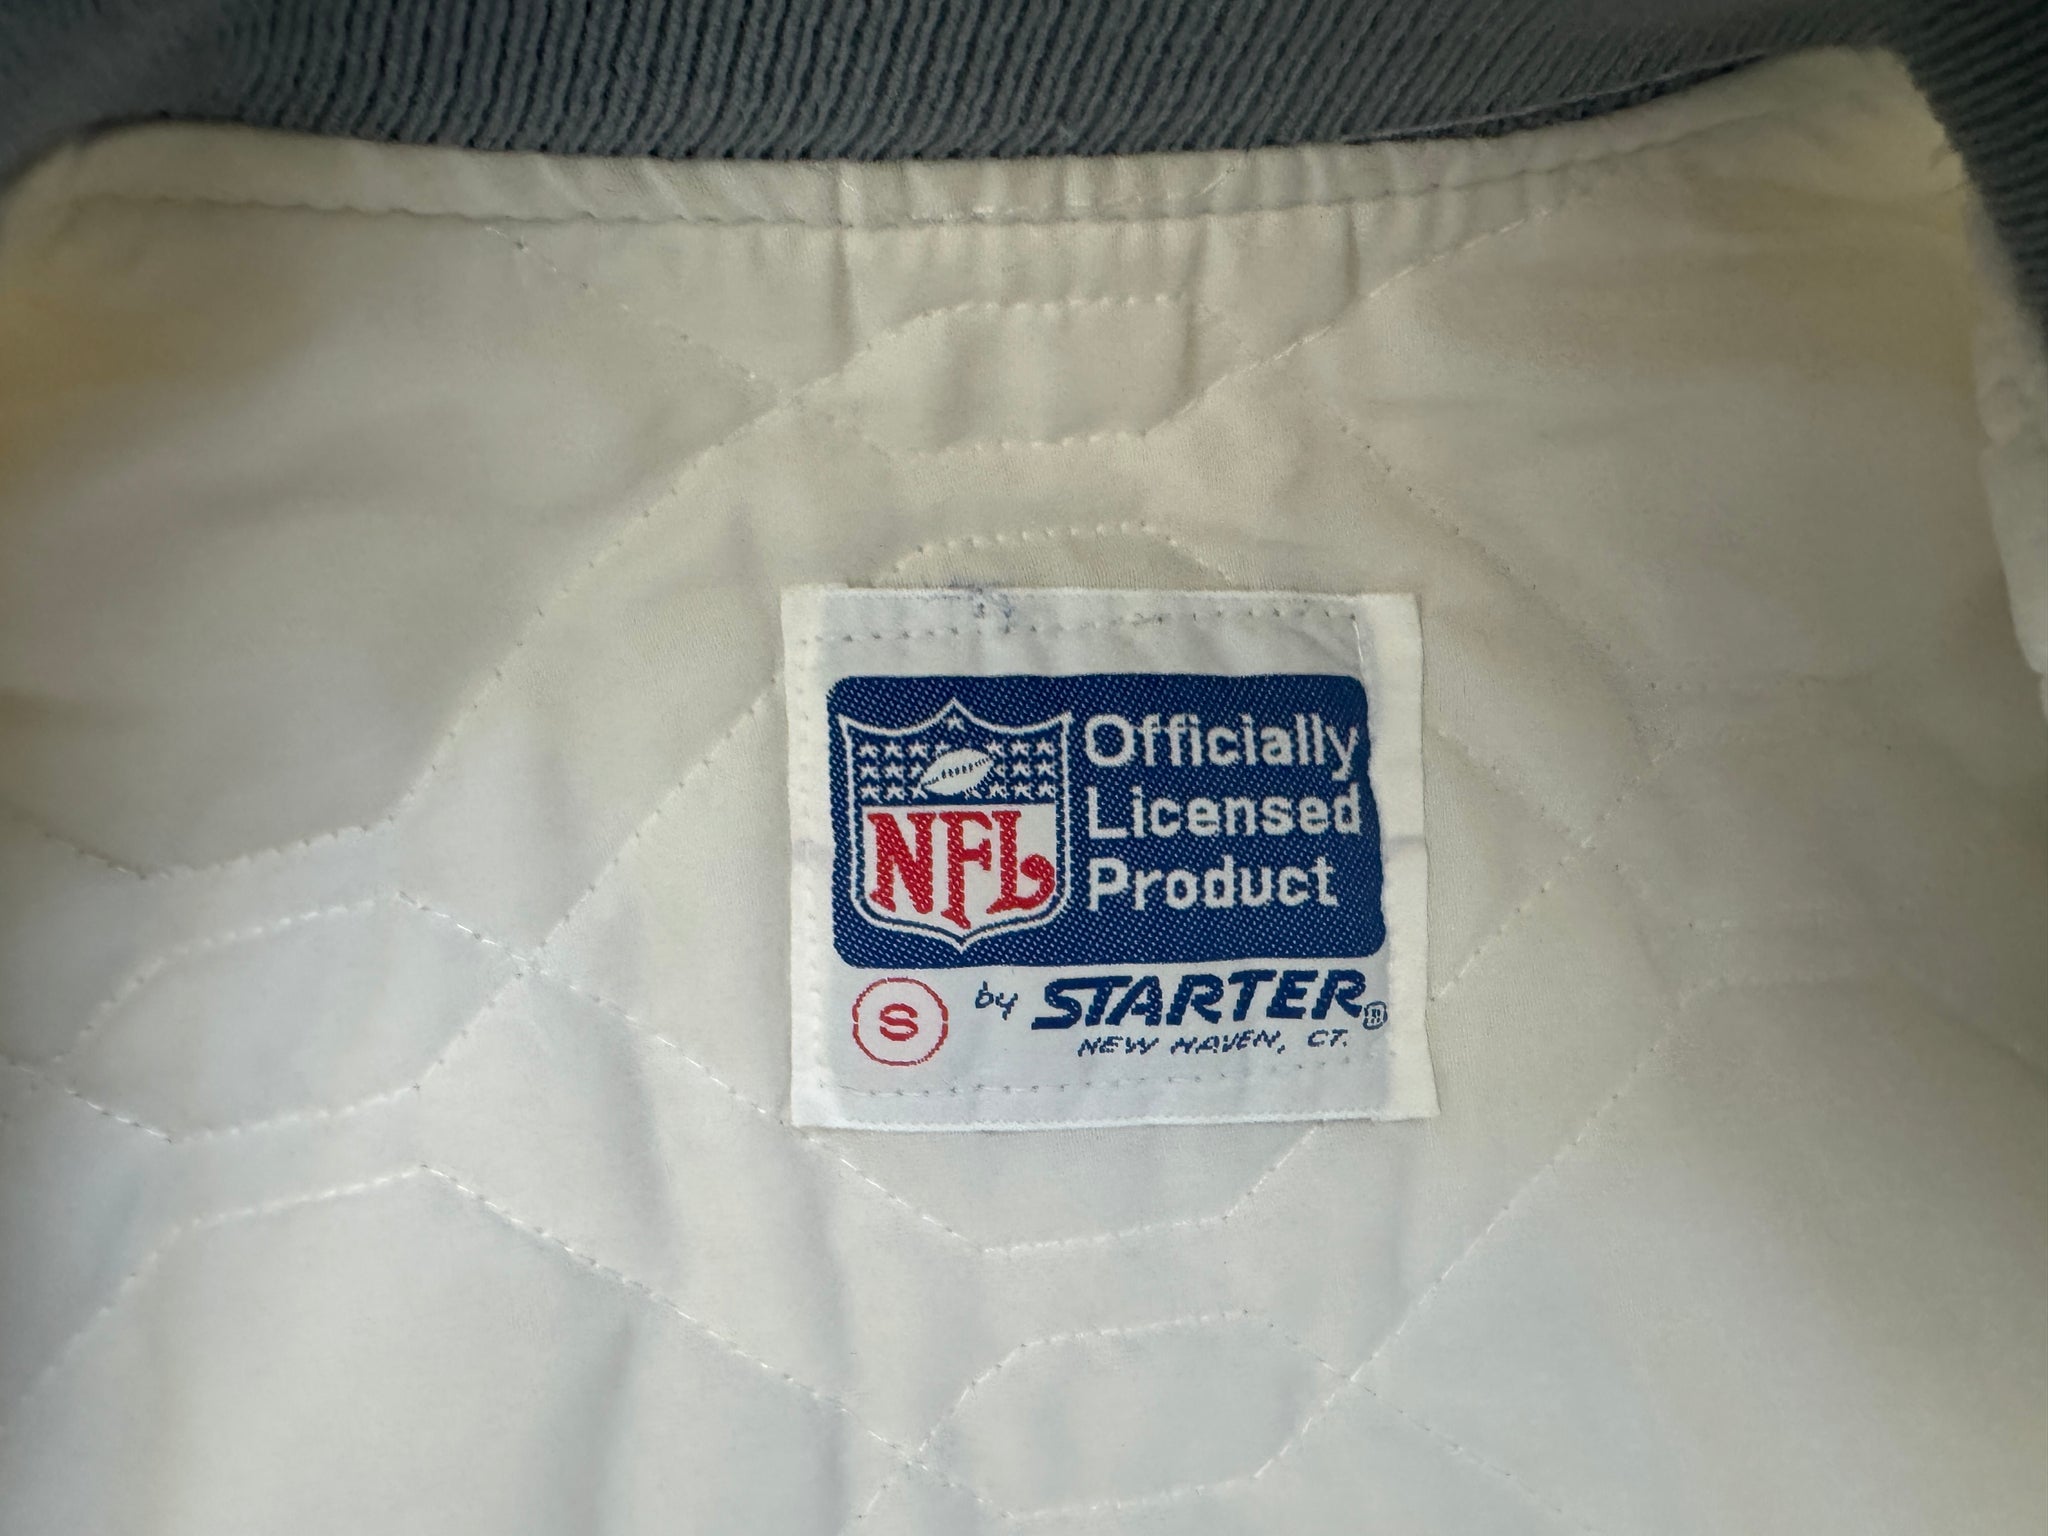 NFL
Officially
Licensed
Product
S
by STARTER®
NEW HAVEN, CT.